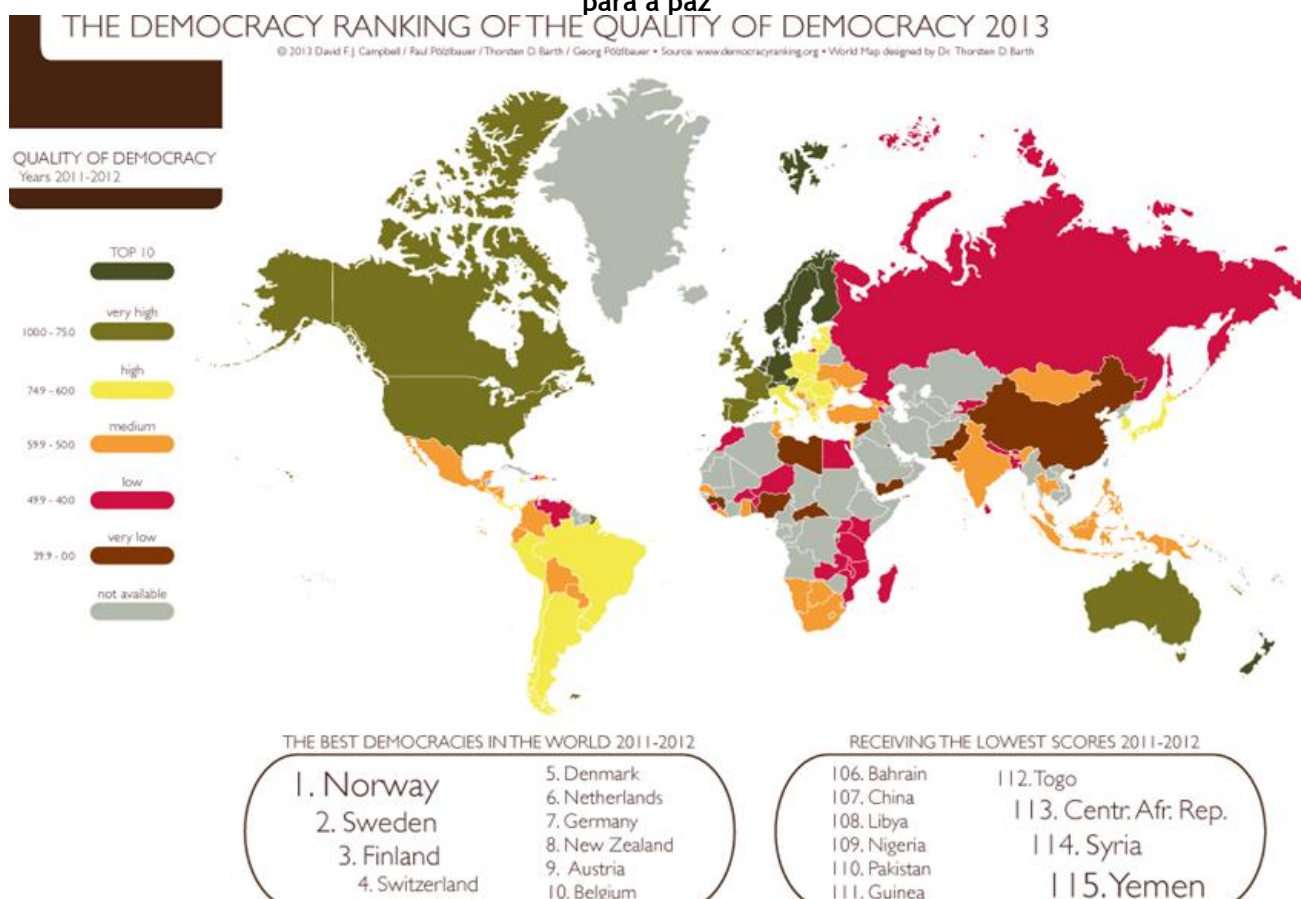 para a paz
THE DEMOCRACY RANKING OF THE QUALITY OF DEMOCRACY 2013
© 2013 David F.J. Campbell / Paul Pölzlbauer / Thorsten D. Barth / Georg Pölzlbauer • Source: www.democracyranking.org • World Map designed by Dr. Thorsten D. Barth
QUALITY OF DEMOCRACY
Years 2011-2012
TOP 10
very high
100.0 - 75.0
high
74.9 - 60.0
medium
59.9 - 50.0
low
49.9 - 40.0
very low
39.9 - 0.0
not available
THE BEST DEMOCRACIES IN THE WORLD 2011-2012
1. Norway
2. Sweden
3. Finland
4. Switzerland
5. Denmark
6. Netherlands
7. Germany
8. New Zealand
9. Austria
10. Belgium
RECEIVING THE LOWEST SCORES 2011-2012
106. Bahrain
107. China
108. Libya
109. Nigeria
110. Pakistan
111. Guinea
112. Togo
113. Centr. Afr. Rep.
114. Syria
115. Yemen